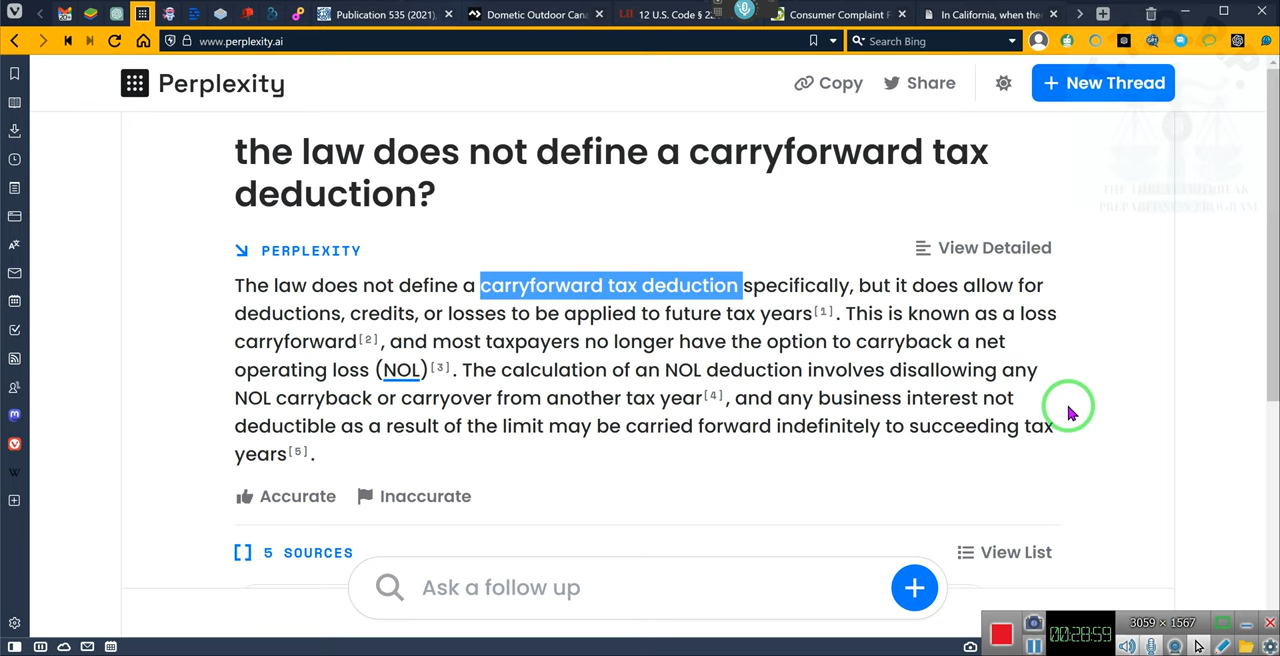 Publication 535 (2021),
Dometic Outdoor Can
LII 12 U.S. Code § 2
Consumer Complaint F
In California, when the
www.perplexity.ai
Search Bing
Perplexity
Copy
Share
+ New Thread
THE THREAT OUTBREAK
PREPAREDNESS PROGRAM
the law does not define a carryforward tax
deduction?
PERPLEXITY
View Detailed
The law does not define a carryforward tax deduction specifically, but it does allow for
deductions, credits, or losses to be applied to future tax years[1]. This is known as a loss
carryforward[2], and most taxpayers no longer have the option to carryback a net
operating loss (NOL)[3]. The calculation of an NOL deduction involves disallowing any
NOL carryback or carryover from another tax year[4], and any business interest not
deductible as a result of the limit may be carried forward indefinitely to succeeding tax
years[5].
Accurate
Inaccurate
5 SOURCES
View List
Ask a follow up
00:28:59
3059 × 1567